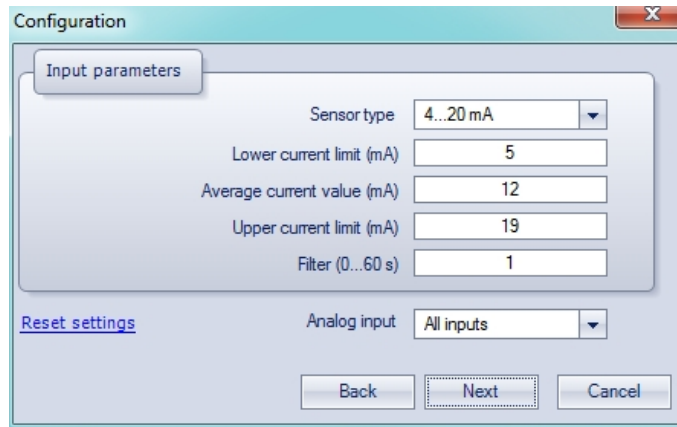 Configuration
Input parameters
Sensor type 4...20 mA
Lower current limit (mA) 5
Average current value (mA) 12
Upper current limit (mA) 19
Filter (0...60 s) 1
Reset settings Analog input All inputs
Back Next Cancel